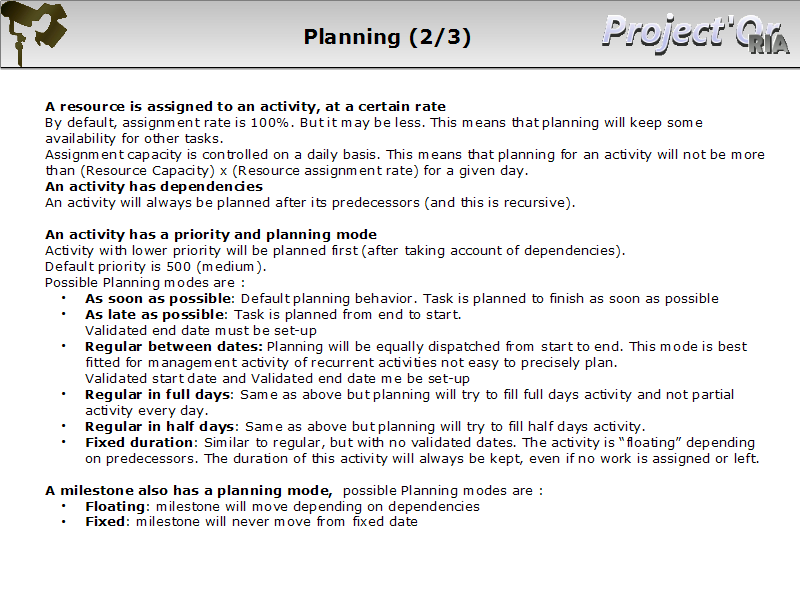 Planning (2/3)
Project'Or
RIA
A resource is assigned to an activity, at a certain rate
By default, assignment rate is 100%. But it may be less. This means that planning will keep some
availability for other tasks.
Assignment capacity is controlled on a daily basis. This means that planning for an activity will not be more
than (Resource Capacity) x (Resource assignment rate) for a given day.
An activity has dependencies
An activity will always be planned after its predecessors (and this is recursive).
An activity has a priority and planning mode
Activity with lower priority will be planned first (after taking account of dependencies).
Default priority is 500 (medium).
Possible Planning modes are :
• As soon as possible: Default planning behavior. Task is planned to finish as soon as possible
• As late as possible: Task is planned from end to start.
Validated end date must be set-up
• Regular between dates: Planning will be equally dispatched from start to end. This mode is best
fitted for management activity of recurrent activities not easy to precisely plan.
Validated start date and Validated end date me be set-up
• Regular in full days: Same as above but planning will try to fill full days activity and not partial
activity every day.
• Regular in half days: Same as above but planning will try to fill half days activity.
• Fixed duration: Similar to regular, but with no validated dates. The activity is “floating” depending
on predecessors. The duration of this activity will always be kept, even if no work is assigned or left.
A milestone also has a planning mode, possible Planning modes are :
• Floating: milestone will move depending on dependencies
• Fixed: milestone will never move from fixed date